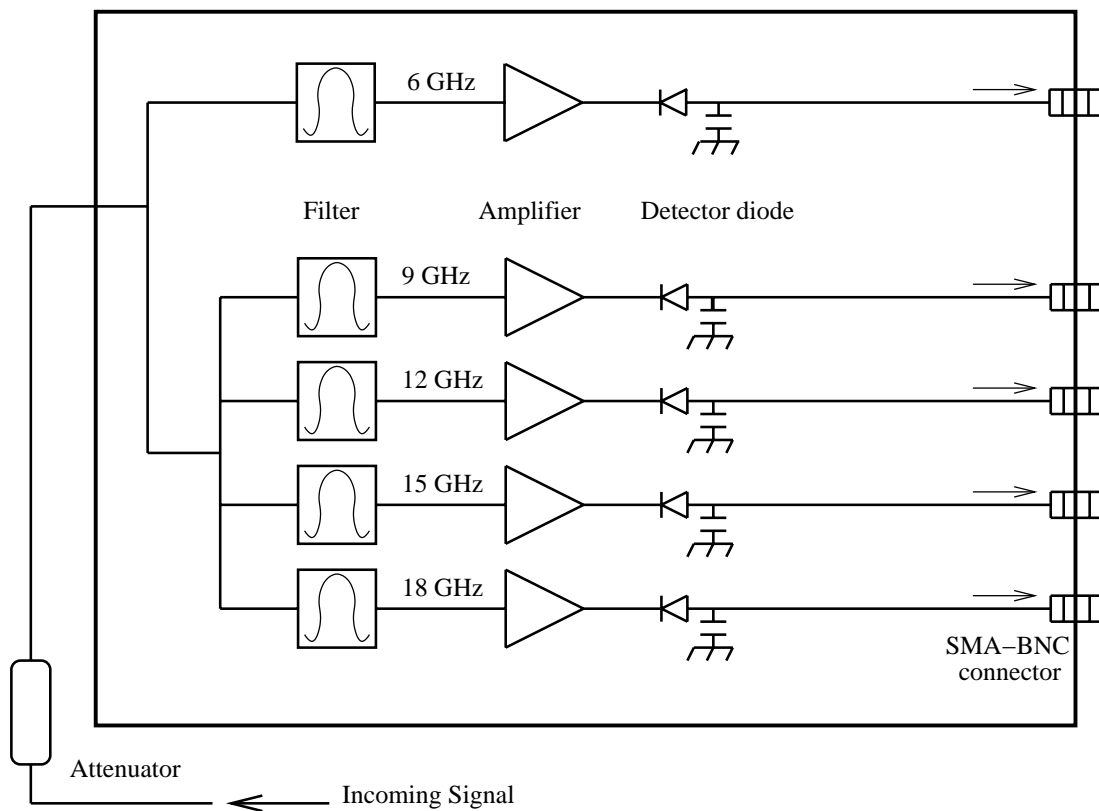 6 GHz
Filter
Amplifier
Detector diode
9 GHz
12 GHz
15 GHz
18 GHz
SMA−BNC
connector
Attenuator
Incoming Signal